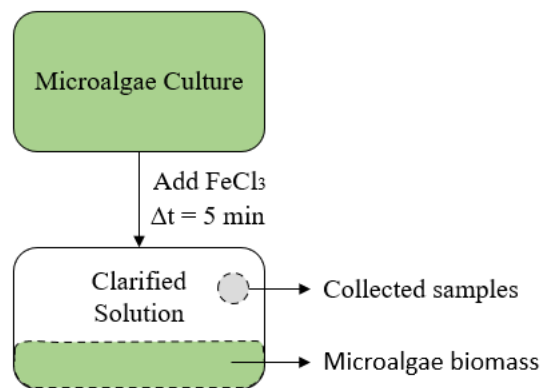 Microalgae Culture
Add FeCl₃
Δt = 5 min
Clarified
Solution
Collected samples
Microalgae biomass